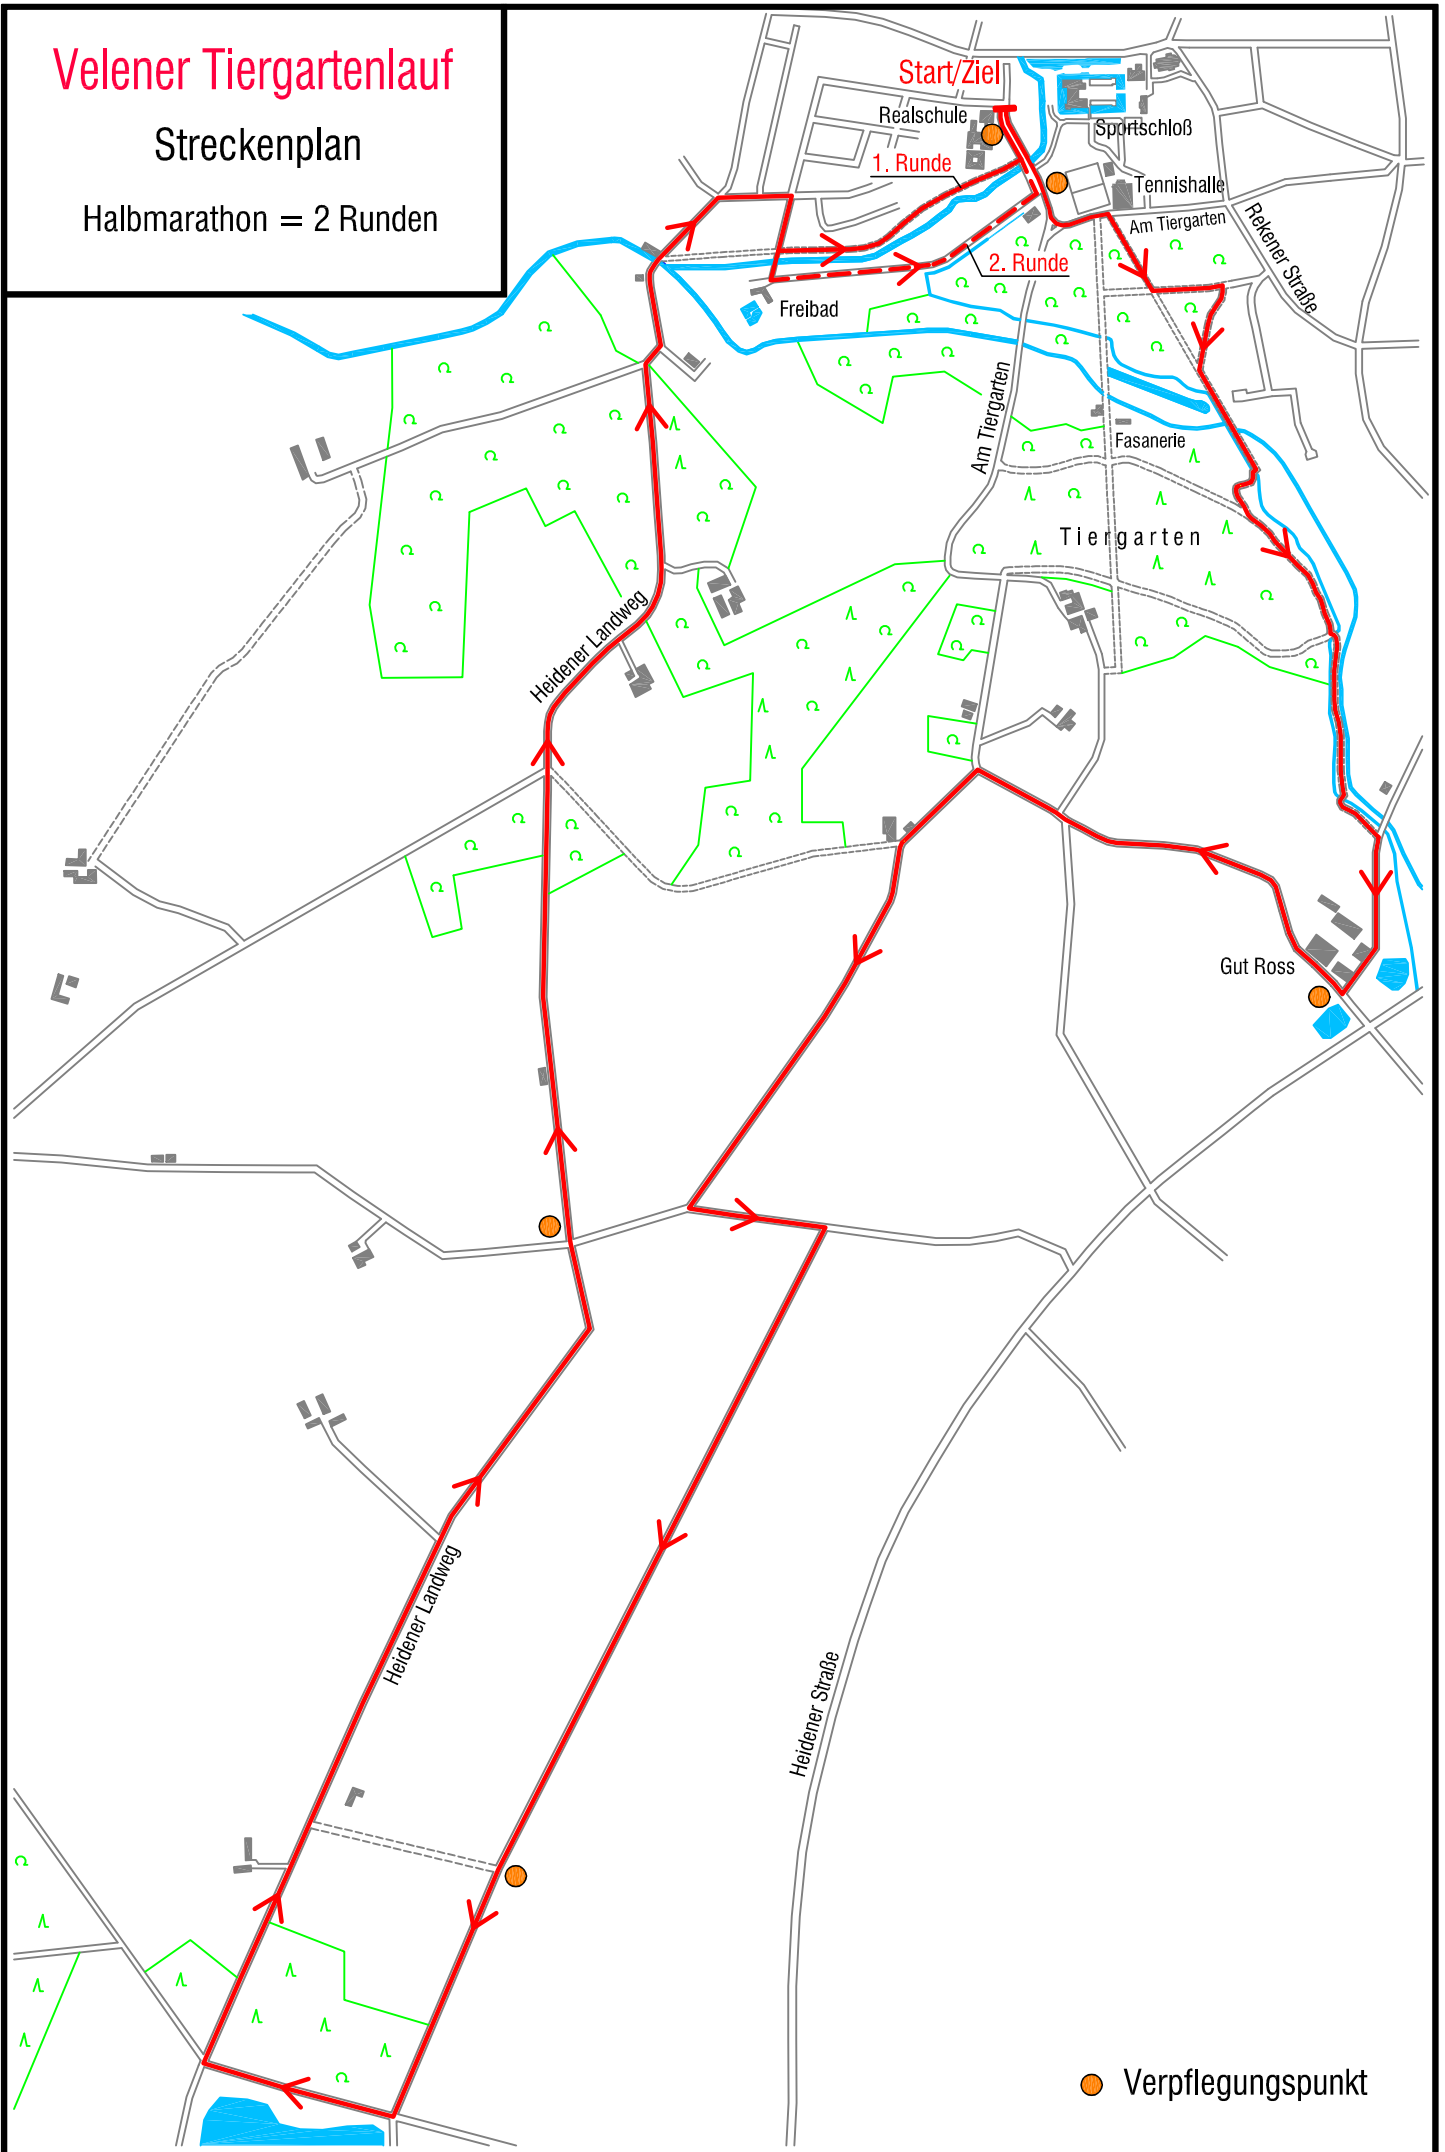 Velener Tiergartenlauf
Streckenplan
Halbmarathon = 2 Runden
Start/Ziel
Realschule
Sportschloß
1. Runde
Tennishalle
Am Tiergarten
Rekener Straße
2. Runde
Freibad
Am Tiergarten
Fasanerie
Tiergarten
Heidener Landweg
Gut Ross
Heidener Landweg
Heidener Straße
Verpflegungspunkt